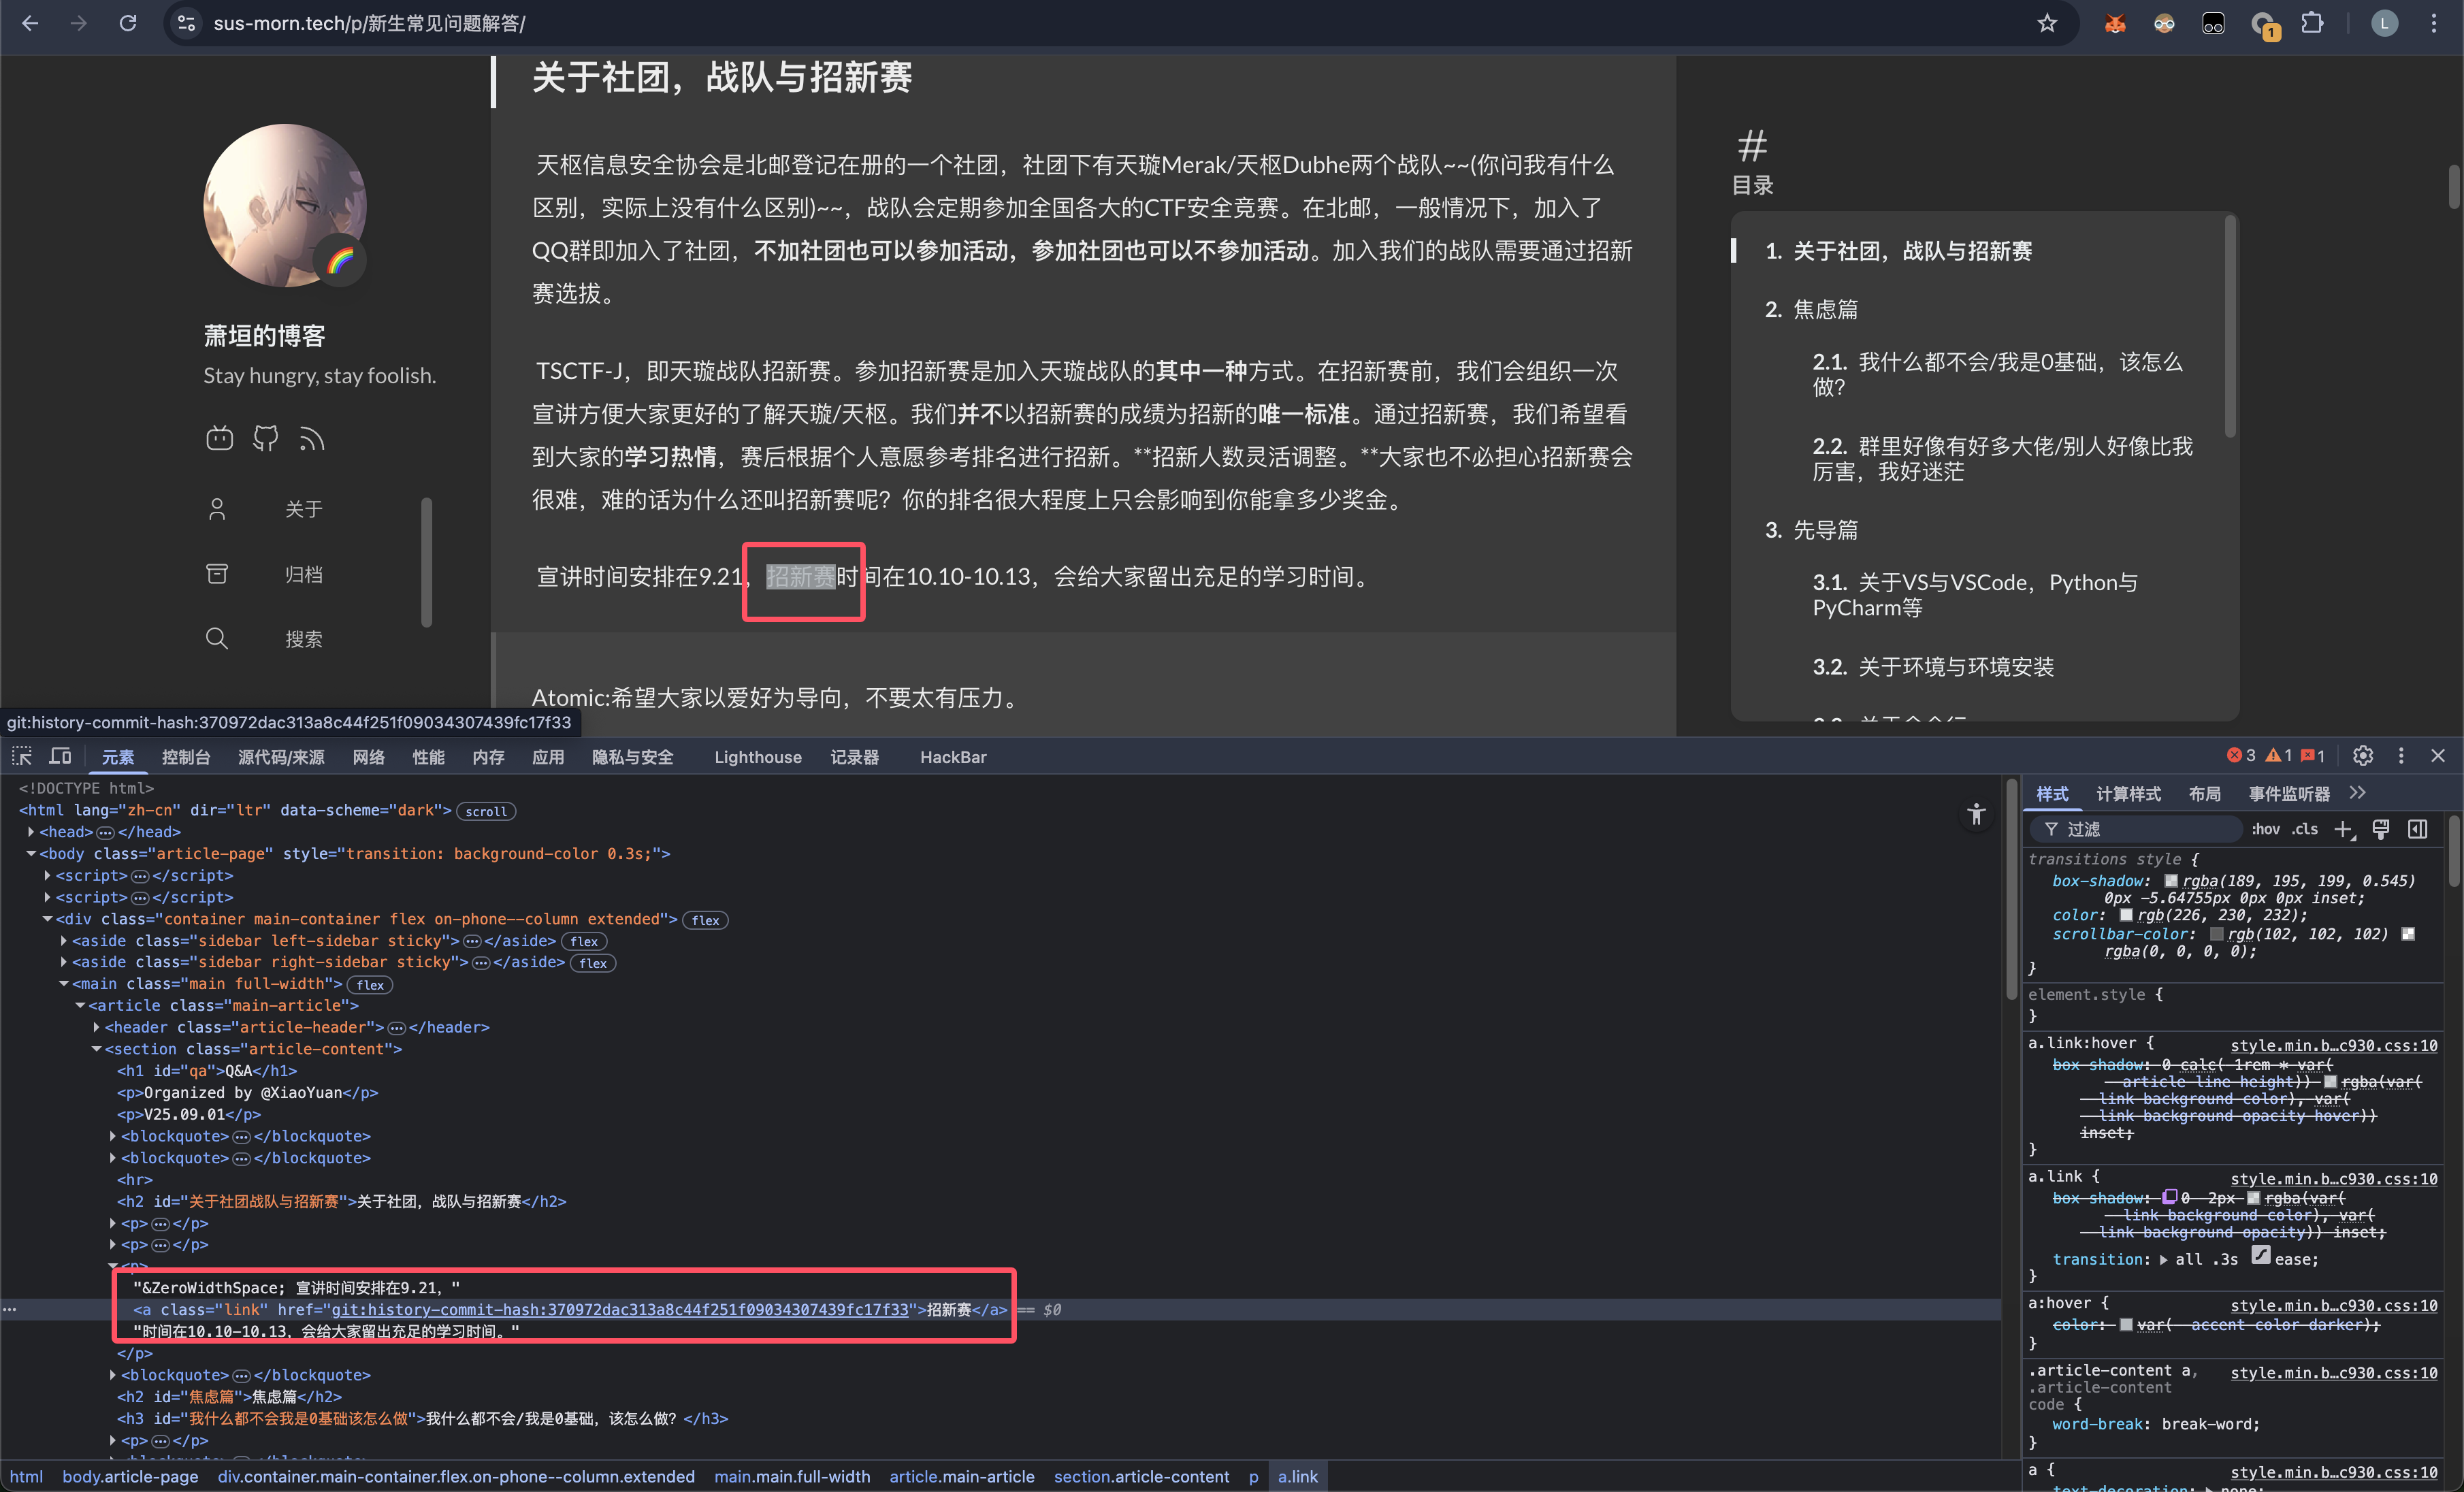 sus-morn.tech/p/新生常见问题解答/
L
1
关于社团，战队与招新赛
天枢信息安全协会是北邮登记在册的一个社团，社团下有天璇Merak/天枢Dubhe两个战队~~(你问我有什么
区别，实际上没有什么区别)~~，战队会定期参加全国各大的CTF安全竞赛。在北邮，一般情况下，加入了
QQ群即加入了社团，不加社团也可以参加活动，参加社团也可以不参加活动。加入我们的战队需要通过招新
赛选拔。
TSCTF-J，即天璇战队招新赛。参加招新赛是加入天璇战队的其中一种方式。在招新赛前，我们会组织一次
宣讲方便大家更好的了解天璇/天枢。我们并不以招新赛的成绩为招新的唯一标准。通过招新赛，我们希望看
到大家的学习热情，赛后根据个人意愿参考排名进行招新。**招新人数灵活调整。**大家也不必担心招新赛会
很难，难的话为什么还叫招新赛呢？你的排名很大程度上只会影响到你能拿多少奖金。
宣讲时间安排在9.21，招新赛时间在10.10-10.13，会给大家留出充足的学习时间。
Atomic:希望大家以爱好为导向，不要太有压力。
萧垣的博客
Stay hungry, stay foolish.
关于
归档
搜索
目录
1. 关于社团，战队与招新赛
2. 焦虑篇
2.1. 我什么都不会/我是0基础，该怎么
做?
2.2. 群里好像有好多大佬/别人好像比我
厉害，我好迷茫
3. 先导篇
3.1. 关于VS与VSCode，Python与
PyCharm等
3.2. 关于环境与环境安装
git:history-commit-hash:370972dac313a8c44f251f09034307439fc17f33
元素 控制台 源代码/来源 网络 性能 内存 应用 隐私与安全 Lighthouse 记录器 HackBar
3 1 1
<!DOCTYPE html>
<html lang="zh-cn" dir="ltr" data-scheme="dark"> scroll
<head>…</head>
<body class="article-page" style="transition: background-color 0.3s;">
<script>…</script>
<script>…</script>
<div class="container main-container flex on-phone--column extended"> flex
<aside class="sidebar left-sidebar sticky">…</aside> flex
<aside class="sidebar right-sidebar sticky">…</aside> flex
<main class="main full-width"> flex
<article class="main-article">
<header class="article-header">…</header>
<section class="article-content">
<h1 id="qa">Q&A</h1>
<p>Organized by @XiaoYuan</p>
<p>V25.09.01</p>
<blockquote>…</blockquote>
<blockquote>…</blockquote>
<hr>
<h2 id="关于社团战队与招新赛">关于社团，战队与招新赛</h2>
<p>…</p>
<p>…</p>
<p>
"&ZeroWidthSpace; 宣讲时间安排在9.21，"
<a class="link" href="git:history-commit-hash:370972dac313a8c44f251f09034307439fc17f33">招新赛</a> == $0
"时间在10.10-10.13，会给大家留出充足的学习时间。"
</p>
<blockquote>…</blockquote>
<h2 id="焦虑篇">焦虑篇</h2>
<h3 id="我什么都不会我是0基础该怎么做">我什么都不会/我是0基础，该怎么做？</h3>
<p>…</p>
html body.article-page div.container.main-container.flex.on-phone--column.extended main.main.full-width article.main-article section.article-content p a.link
样式 计算样式 布局 事件监听器
过滤 :hov .cls
transitions style {
box-shadow: rgba(189, 195, 199, 0.545)
0px -5.64755px 0px 0px inset;
color: rgb(226, 230, 232);
scrollbar-color: rgb(102, 102, 102)
rgba(0, 0, 0, 0);
}
element.style {
}
a.link:hover { style.min.b…c930.css:10
box-shadow: 0 calc( 1rem * var(
--article-line-height)) rgba(var(
--link-background-color), var(
--link-background-opacity-hover))
inset;
}
a.link { style.min.b…c930.css:10
box-shadow: 0 -2px rgba(var(
--link-background-color), var(
--link-background-opacity)) inset;
transition: all .3s ease;
}
a:hover { style.min.b…c930.css:10
color: var(--accent-color-darker);
}
.article-content a, style.min.b…c930.css:10
.article-content
code {
word-break: break-word;
}
a { style.min.b…c930.css:10
text-decoration: none;